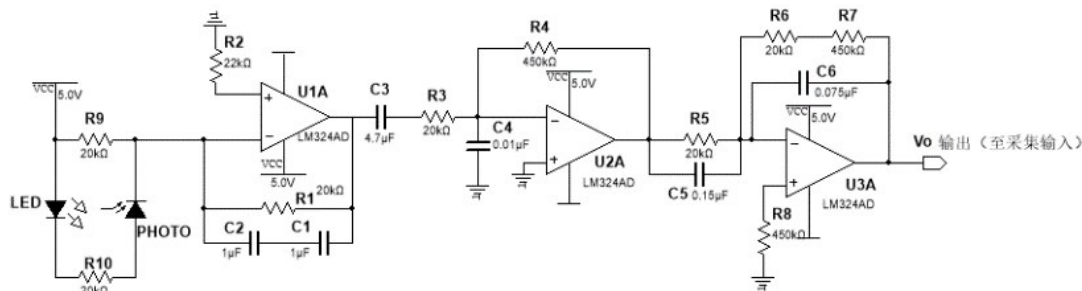 VCC
5.0V
R9
20kΩ
LED
PHOTO
R10
20kΩ
R2
22kΩ
U1A
LM324AD
VCC
5.0V
20kΩ
R1
C2
1μF
C1
1μF
C3
4.7μF
R3
20kΩ
C4
0.01μF
R4
450kΩ
VCC
5.0V
U2A
LM324AD
R5
20kΩ
C5 0.15μF
R6
20kΩ
R7
450kΩ
C6
0.075μF
VCC
5.0V
U3A
LM324AD
R8
450kΩ
Vo 输出（至采集输入）